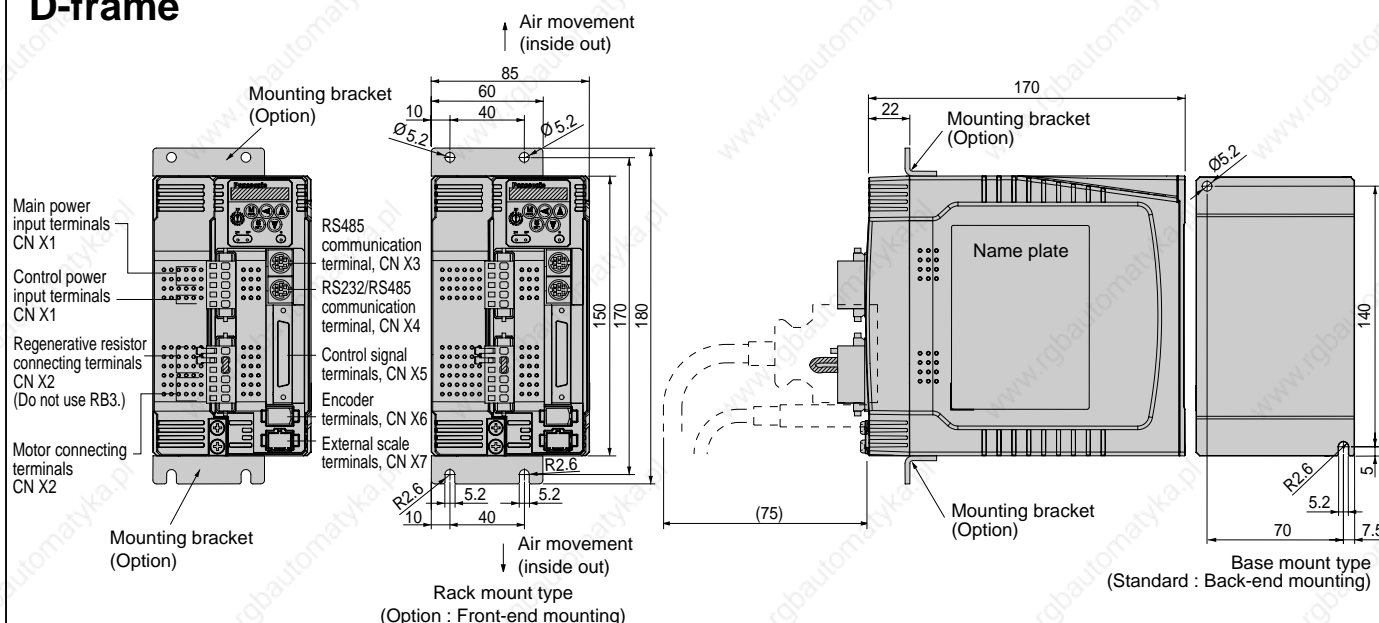 D-frame
Air movement
(inside out)
85
60
10
40
Ø5.2
Ø5.2
Mounting bracket
(Option)
Panasonic
Panasonic
Main power
input terminals
CN X1
Control power
input terminals
CN X1
Regenerative resistor
connecting terminals
CN X2
(Do not use RB3.)
Motor connecting
terminals
CN X2
Mounting bracket
(Option)
RS485
communication
terminal, CN X3
RS232/RS485
communication
terminal, CN X4
Control signal
terminals, CN X5
Encoder
terminals, CN X6
External scale
terminals, CN X7
150
170
180
R2.6
R2.6
5.2
5.2
10
40
Air movement
(inside out)
Rack mount type
(Option : Front-end mounting)
170
22
Mounting bracket
(Option)
Name plate
(75)
Mounting bracket
(Option)
Ø5.2
140
5
R2.6
5.2
70
7.5
Base mount type
(Standard : Back-end mounting)
www.rgbautomatyka.pl